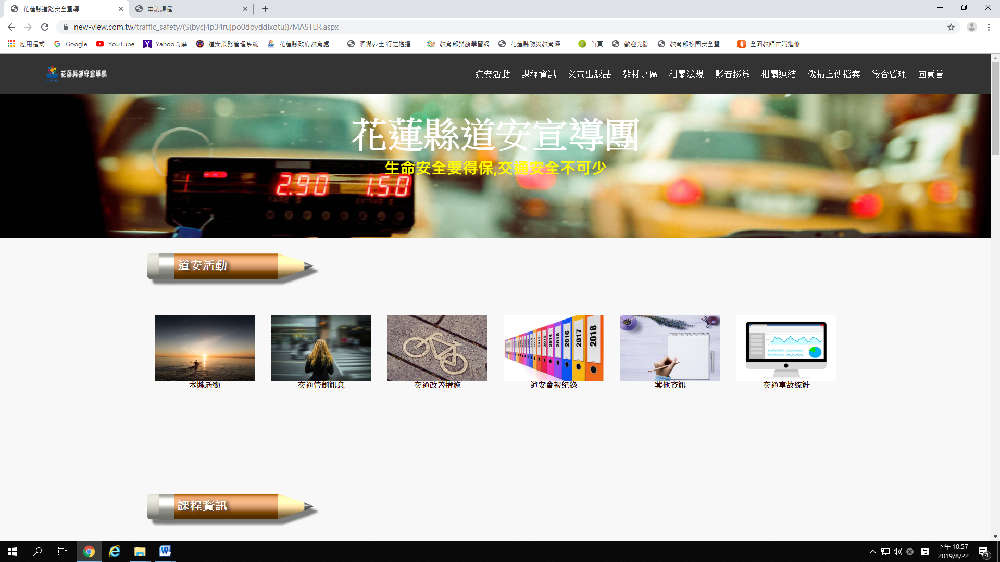 花蓮縣道路安全宣導
申請課程
new-view.com.tw/traffic_safety/(S(bycj4p34rujpo0doyddlxotu))/MASTER.aspx
應用程式 Google YouTube Yahoo奇摩 道安業務管理系統 花蓮縣政府教育處... 洄瀾夢土 行之逍遙... 教育部樂齡學習網 花蓮縣防災教育深... 首頁 歡迎光臨 教育部校園安全暨... 全國教師在職進修...
花蓮縣道安宣導團
道安活動 課程資訊 文宣出版品 教材專區 相關法規 影音撥放 相關連結 機構上傳檔案 後台管理 回頁首
花蓮縣道安宣導團
生命安全要得保,交通安全不可少
2.90 1.50
FARE $ EXTRAS $
道安活動
2012 2013 2014 2015 2016 2017 2018
本縣活動 交通管制訊息 交通改善措施 道安會報紀錄 其他資訊 交通事故統計
課程資訊
下午 10:57
2019/8/22
4